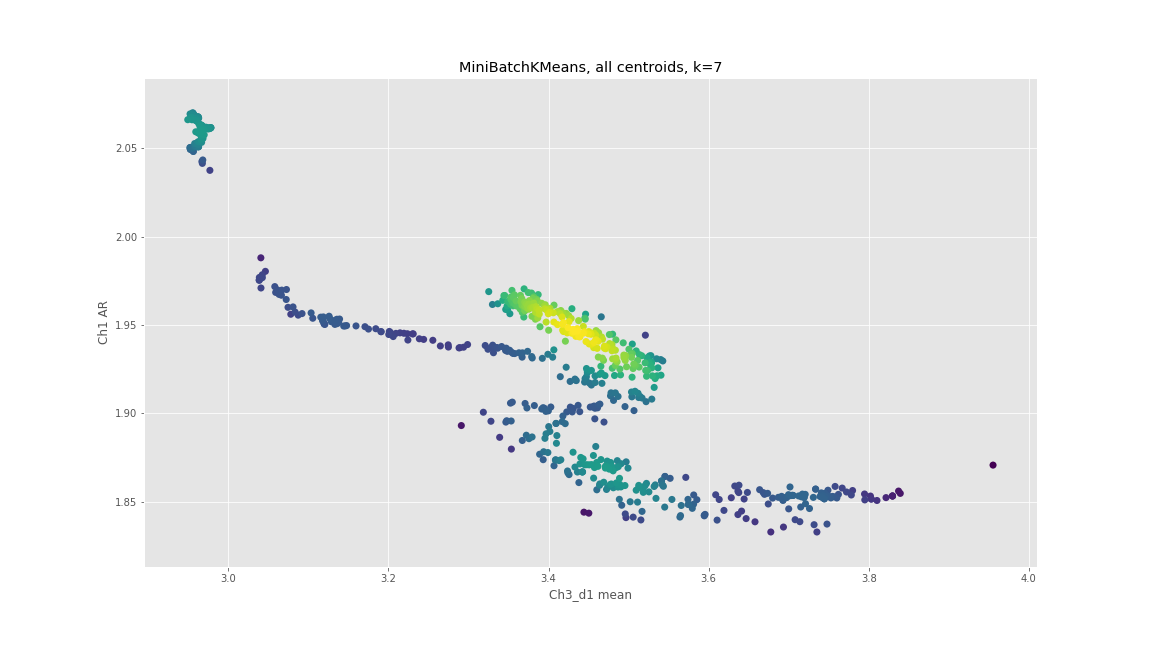 MiniBatchKMeans, all centroids, k=7
Ch1 AR
2.05
2.00
1.95
1.90
1.85
3.0 3.2 3.4 3.6 3.8 4.0
Ch3_d1 mean